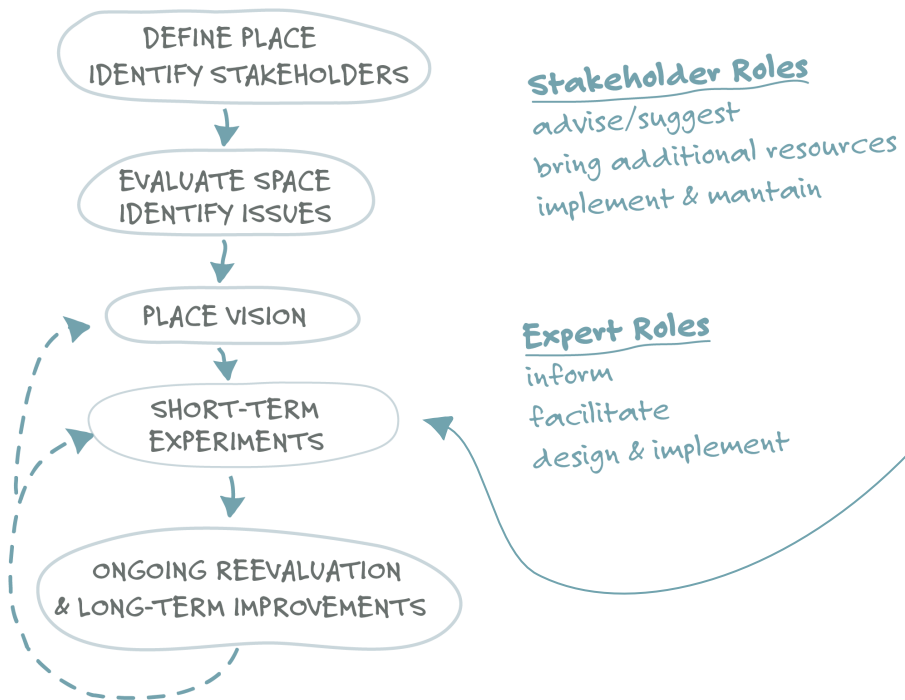 DEFINE PLACE
IDENTIFY STAKEHOLDERS
EVALUATE SPACE
IDENTIFY ISSUES
PLACE VISION
SHORT-TERM
EXPERIMENTS
ONGOING REEVALUATION
& LONG-TERM IMPROVEMENTS
Stakeholder Roles
advise/suggest
bring additional resources
implement & mantain
Expert Roles
inform
facilitate
design & implement